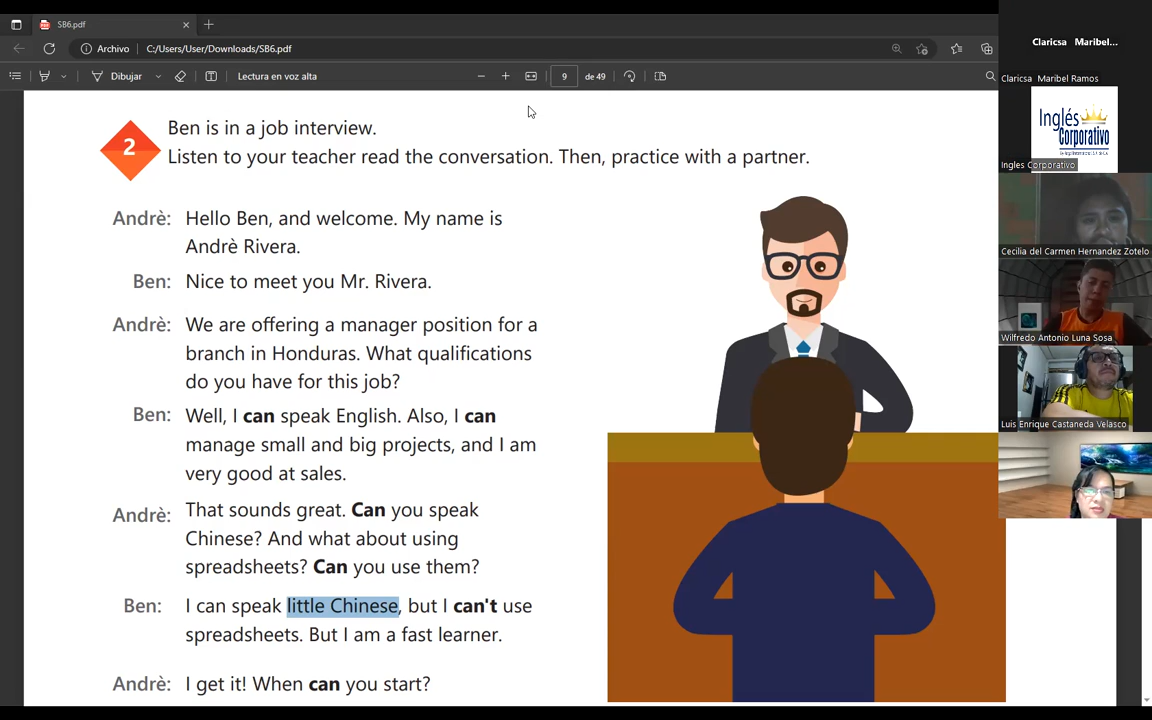 SB6.pdf
Archivo
C:/Users/User/Downloads/SB6.pdf
Dibujar
Lectura en voz alta
9
de 49
2
Ben is in a job interview.
Listen to your teacher read the conversation. Then, practice with a partner.
Andrè: Hello Ben, and welcome. My name is
Andrè Rivera.
Ben: Nice to meet you Mr. Rivera.
Andrè: We are offering a manager position for a
branch in Honduras. What qualifications
do you have for this job?
Ben: Well, I can speak English. Also, I can
manage small and big projects, and I am
very good at sales.
Andrè: That sounds great. Can you speak
Chinese? And what about using
spreadsheets? Can you use them?
Ben: I can speak little Chinese, but I can't use
spreadsheets. But I am a fast learner.
Andrè: I get it! When can you start?
Claricsa Maribel...
Claricsa Maribel Ramos
Inglés
Corporativo
Ingles Corporativo
Cecilia del Carmen Hernandez Zotelo
Wilfredo Antonio Luna Sosa
Luis Enrique Castaneda Velasco